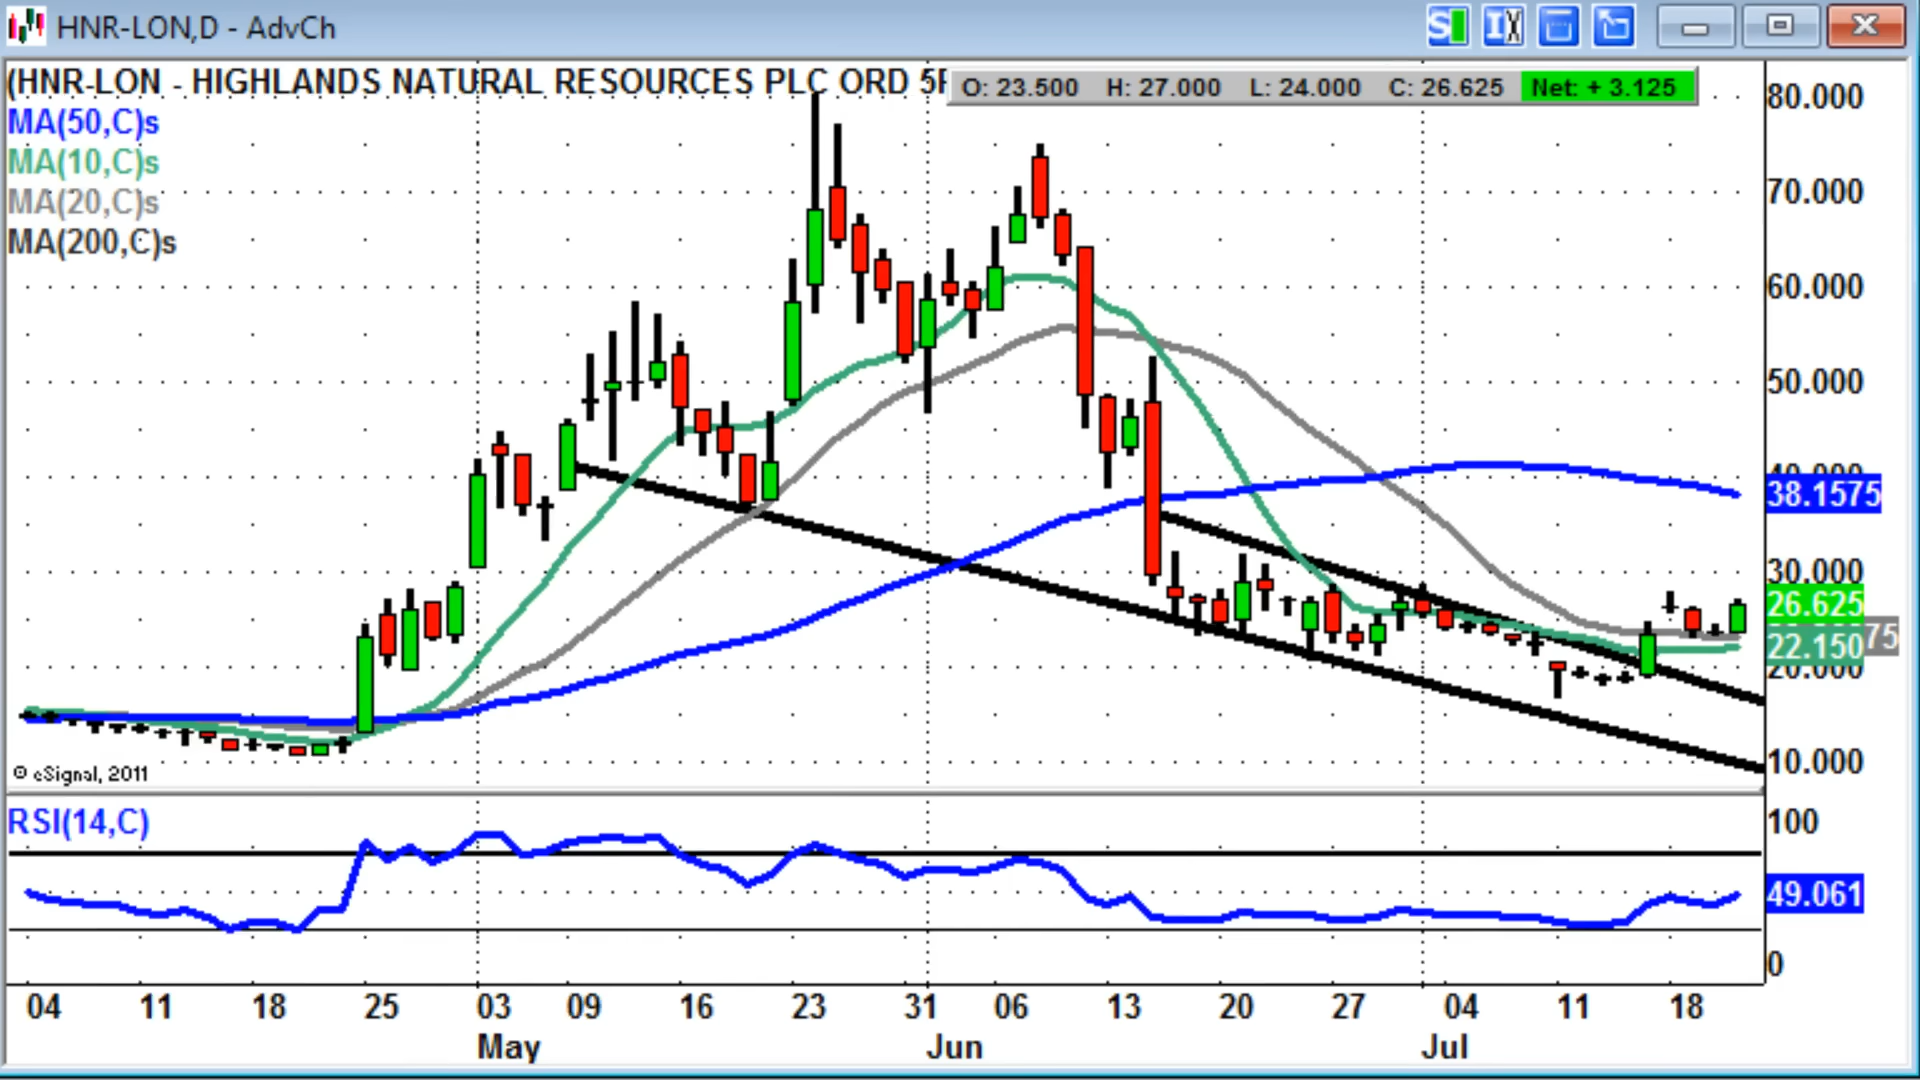 HNR-LON,D - AdvCh
(HNR-LON - HIGHLANDS NATURAL RESOURCES PLC ORD
O: 23.500 H: 27.000 L: 24.000 C: 26.625 Net: + 3.125
MA(50,C)s
MA(10,C)s
MA(20,C)s
MA(200,C)s
80.000
70.000
60.000
50.000
40.000
38.1575
30.000
26.625
22.150
75
20.000
10.000
© eSignal, 2011
RSI(14,C)
100
49.061
0
04 11 18 25 03 09 16 23 31 06 13 20 27 04 11 18
May Jun Jul